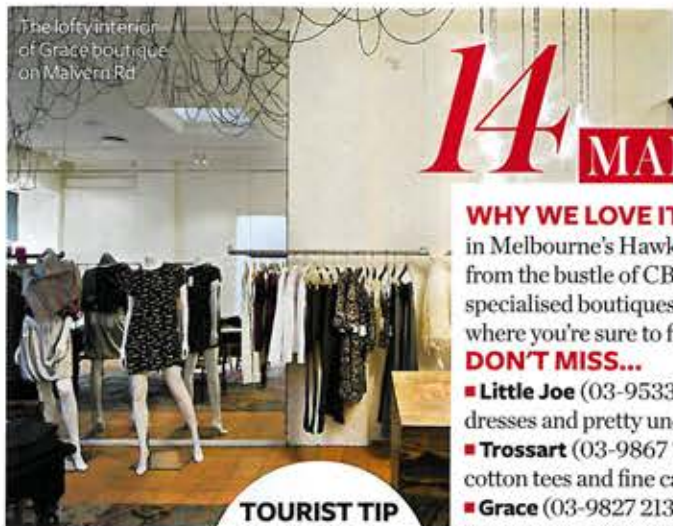 The lofty interior
of Grace boutique
on Malvern Rd
14
WHY WE LOVE IT
in Melbourne's Hawk
from the bustle of CB
specialised boutiques
where you're sure to f
DON'T MISS...
■ Little Joe (03-9533
dresses and pretty un
■ Trossart (03-9867
cotton tees and fine ca
■ Grace (03-9827 213
TOURIST TIP